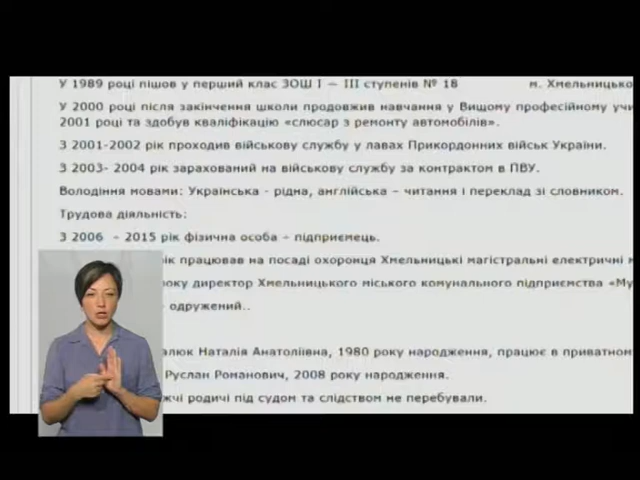 У 1989 році пішов у перший клас ЗОШ І – ІІІ ступенів № 18 м. Хмельницько
У 2000 році після закінчення школи продовжив навчання у Вищому професійному учи
2001 році та здобув кваліфікацію «слюсар з ремонту автомобілів».
З 2001-2002 рік проходив військову службу у лавах Прикордонних військ України.
З 2003- 2004 рік зарахований на військову службу за контрактом в ПВУ.
Володіння мовами: Українська - рідна, англійська – читання і переклад зі словником.
Трудова діяльність:
З 2006 – 2015 рік фізична особа – підприємець.
ік працював на посаді охоронця Хмельницькі магістральні електричні м
оку директор Хмельницького міського комунального підприємства «Му
- одружений..
алюк Наталія Анатоліївна, 1980 року народження, працює в приватном
Руслан Романович, 2008 року народження.
жчі родичі під судом та слідством не перебували.